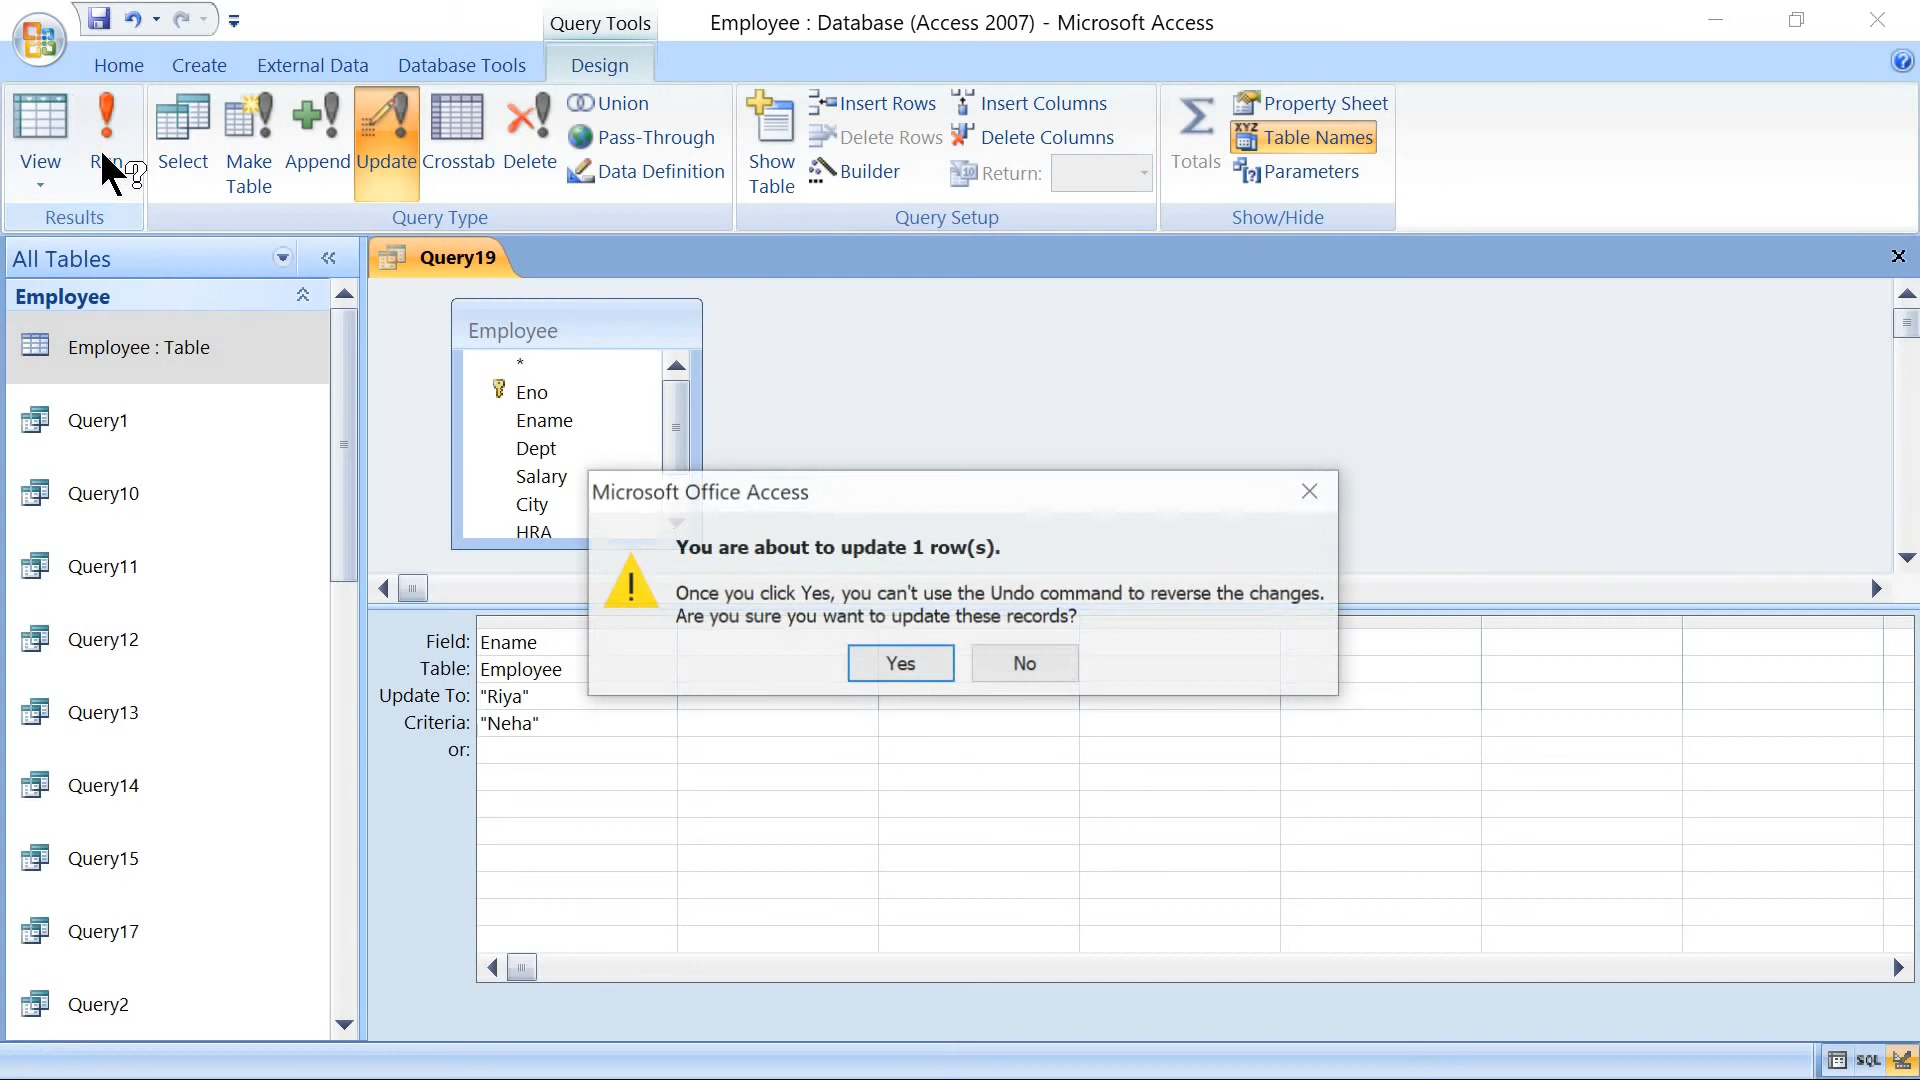 Query Tools
Employee : Database (Access 2007) - Microsoft Access
Home
Create
External Data
Database Tools
Design
View
Run
Select
Make
Table
Append
Update
Crosstab
Delete
Union
Pass-Through
Data Definition
Show
Table
Insert Rows
Delete Rows
Builder
Insert Columns
Delete Columns
Return:
Totals
Property Sheet
Table Names
Parameters
Results
Query Type
Query Setup
Show/Hide
All Tables
Employee
Employee : Table
Query1
Query10
Query11
Query12
Query13
Query14
Query15
Query17
Query2
Query19
Employee
*
Eno
Ename
Dept
Salary
City
HRA
Microsoft Office Access
You are about to update 1 row(s).
Once you click Yes, you can't use the Undo command to reverse the changes.
Are you sure you want to update these records?
Yes
No
Field: Ename
Table: Employee
Update To: "Riya"
Criteria: "Neha"
or:
SQL